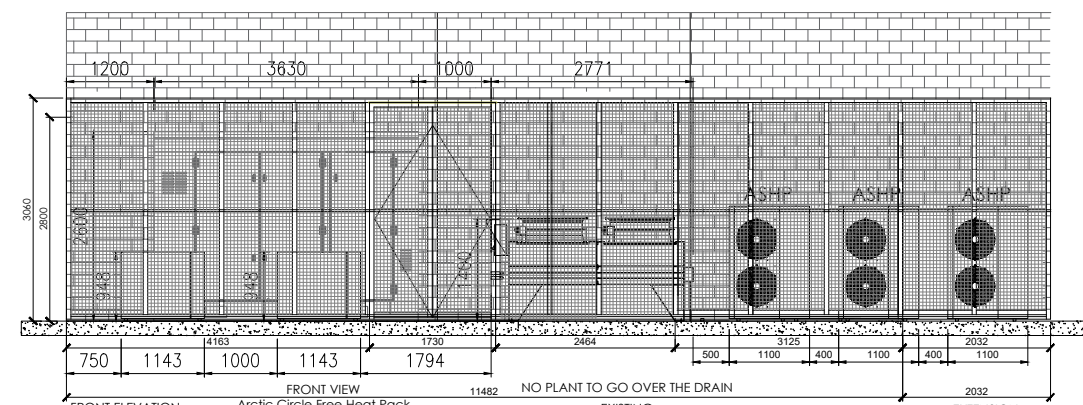 1200 3630 1000 2771
3060
2800
2600
948
948
1400
ASHP ASHP ASHP
4163 1730 2464 3125 2032
750 1143 1000 1143 1794 500 1100 400 1100 400 1100
FRONT VIEW 11482 NO PLANT TO GO OVER THE DRAIN 2032
FRONT ELEVATION Arctic Circle Free Heat Pack EXISTING